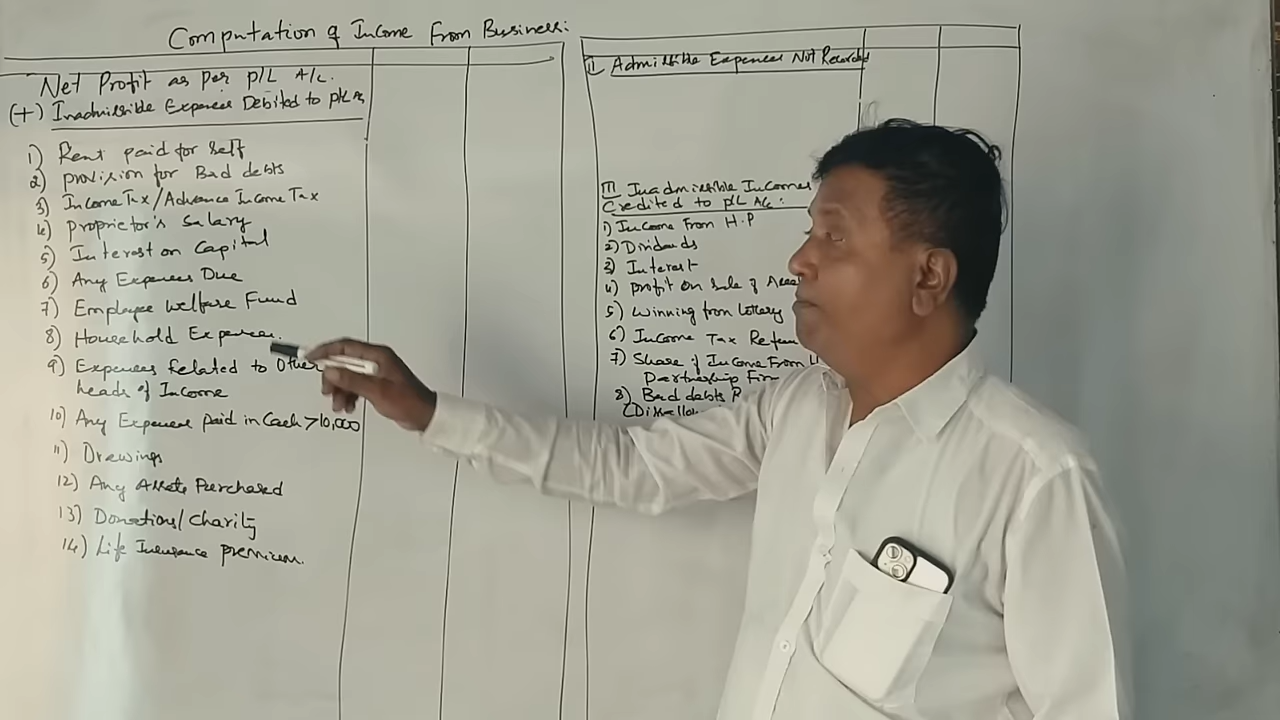 Computation of Income From Business:
Net Profit as per P/L A/c.
(+) Inadmissible Expenses Debited to P/L A/c
1) Rent paid for Self
2) Provision for Bad debts
3) Income Tax/Advance Income Tax
4) Proprietor's Salary
5) Interest on Capital
6) Any Expenses Due
7) Employee Welfare Fund
8) Household Expenses.
9) Expenses Related to Other
heads of Income
10) Any Expense paid in Cash >10,000
11) Drawings
12) Any Assets Purchased
13) Donations/Charity
14) Life Insurance premium.
II Admissible Expenses Not Recorded
III Inadmissible Incomes
Credited to P/L A/c:
1) Income From H.P
2) Dividends
3) Interest
4) Profit on Sale of Asse
5) Winning from Lottery
6) Income Tax Refun
7) Share of Income From
Partnership Fir
8) Bad debts R
(Disallo